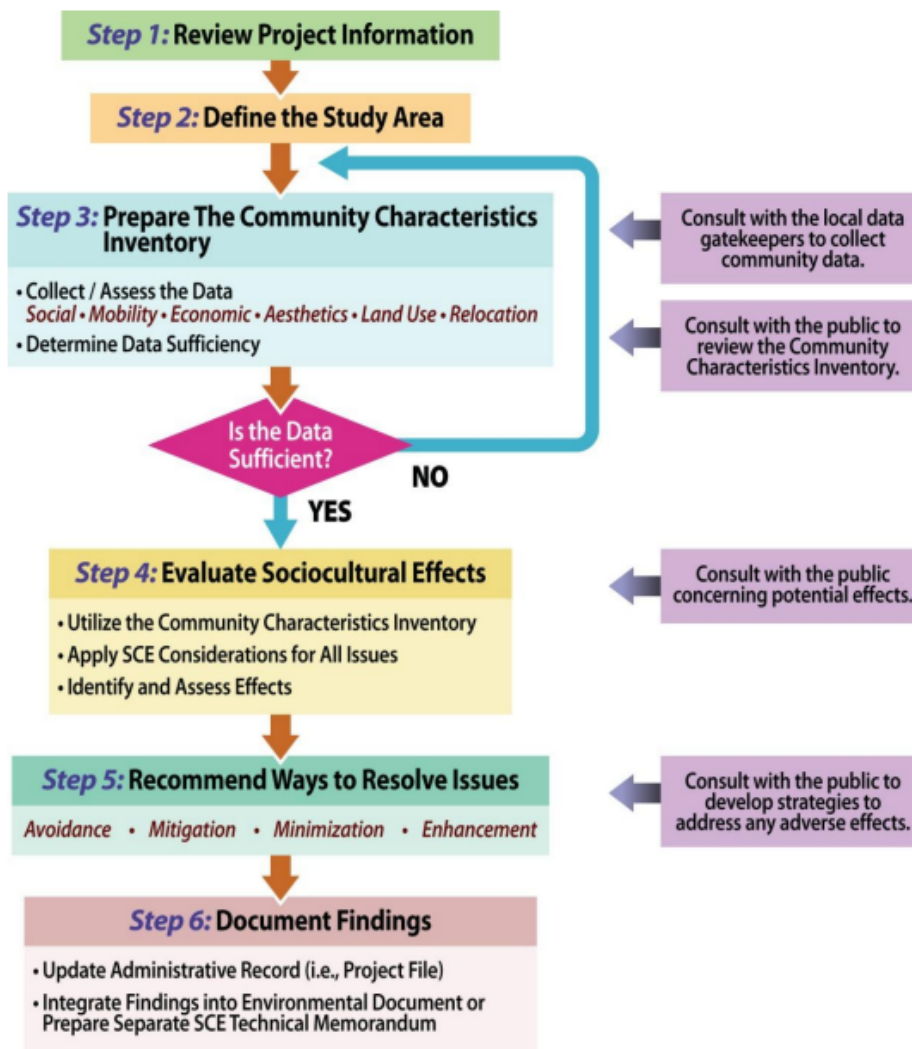 Step 1: Review Project Information
Step 2: Define the Study Area
Step 3: Prepare The Community Characteristics
Inventory
• Collect / Assess the Data
Social • Mobility • Economic • Aesthetics • Land Use • Relocation
• Determine Data Sufficiency
Consult with the local data
gatekeepers to collect
community data.
Consult with the public to
review the Community
Characteristics Inventory.
Is the Data
Sufficient?
NO
YES
Step 4: Evaluate Sociocultural Effects
• Utilize the Community Characteristics Inventory
• Apply SCE Considerations for All Issues
• Identify and Assess Effects
Consult with the public
concerning potential effects.
Step 5: Recommend Ways to Resolve Issues
Avoidance • Mitigation • Minimization • Enhancement
Consult with the public to
develop strategies to
address any adverse effects.
Step 6: Document Findings
• Update Administrative Record (i.e., Project File)
• Integrate Findings into Environmental Document or
Prepare Separate SCE Technical Memorandum